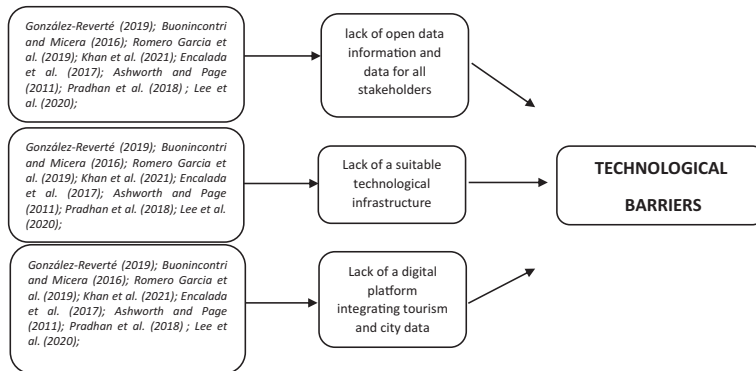 González-Reverté (2019); Buonincontri
and Micera (2016); Romero Garcia et
al. (2019); Khan et al. (2021); Encalada
et al. (2017); Ashworth and Page
(2011); Pradhan et al. (2018) ; Lee et
al. (2020);
lack of open data
information and
data for all
stakeholders
González-Reverté (2019); Buonincontri
and Micera (2016); Romero Garcia et
al. (2019); Khan et al. (2021); Encalada
et al. (2017); Ashworth and Page
(2011); Pradhan et al. (2018); Lee et al.
(2020);
Lack of a suitable
technological
infrastructure
González-Reverté (2019); Buonincontri
and Micera (2016); Romero Garcia et
al. (2019); Khan et al. (2021); Encalada
et al. (2017); Ashworth and Page
(2011); Pradhan et al. (2018) ; Lee et
al. (2020);
Lack of a digital
platform
integrating tourism
and city data
TECHNOLOGICAL
BARRIERS